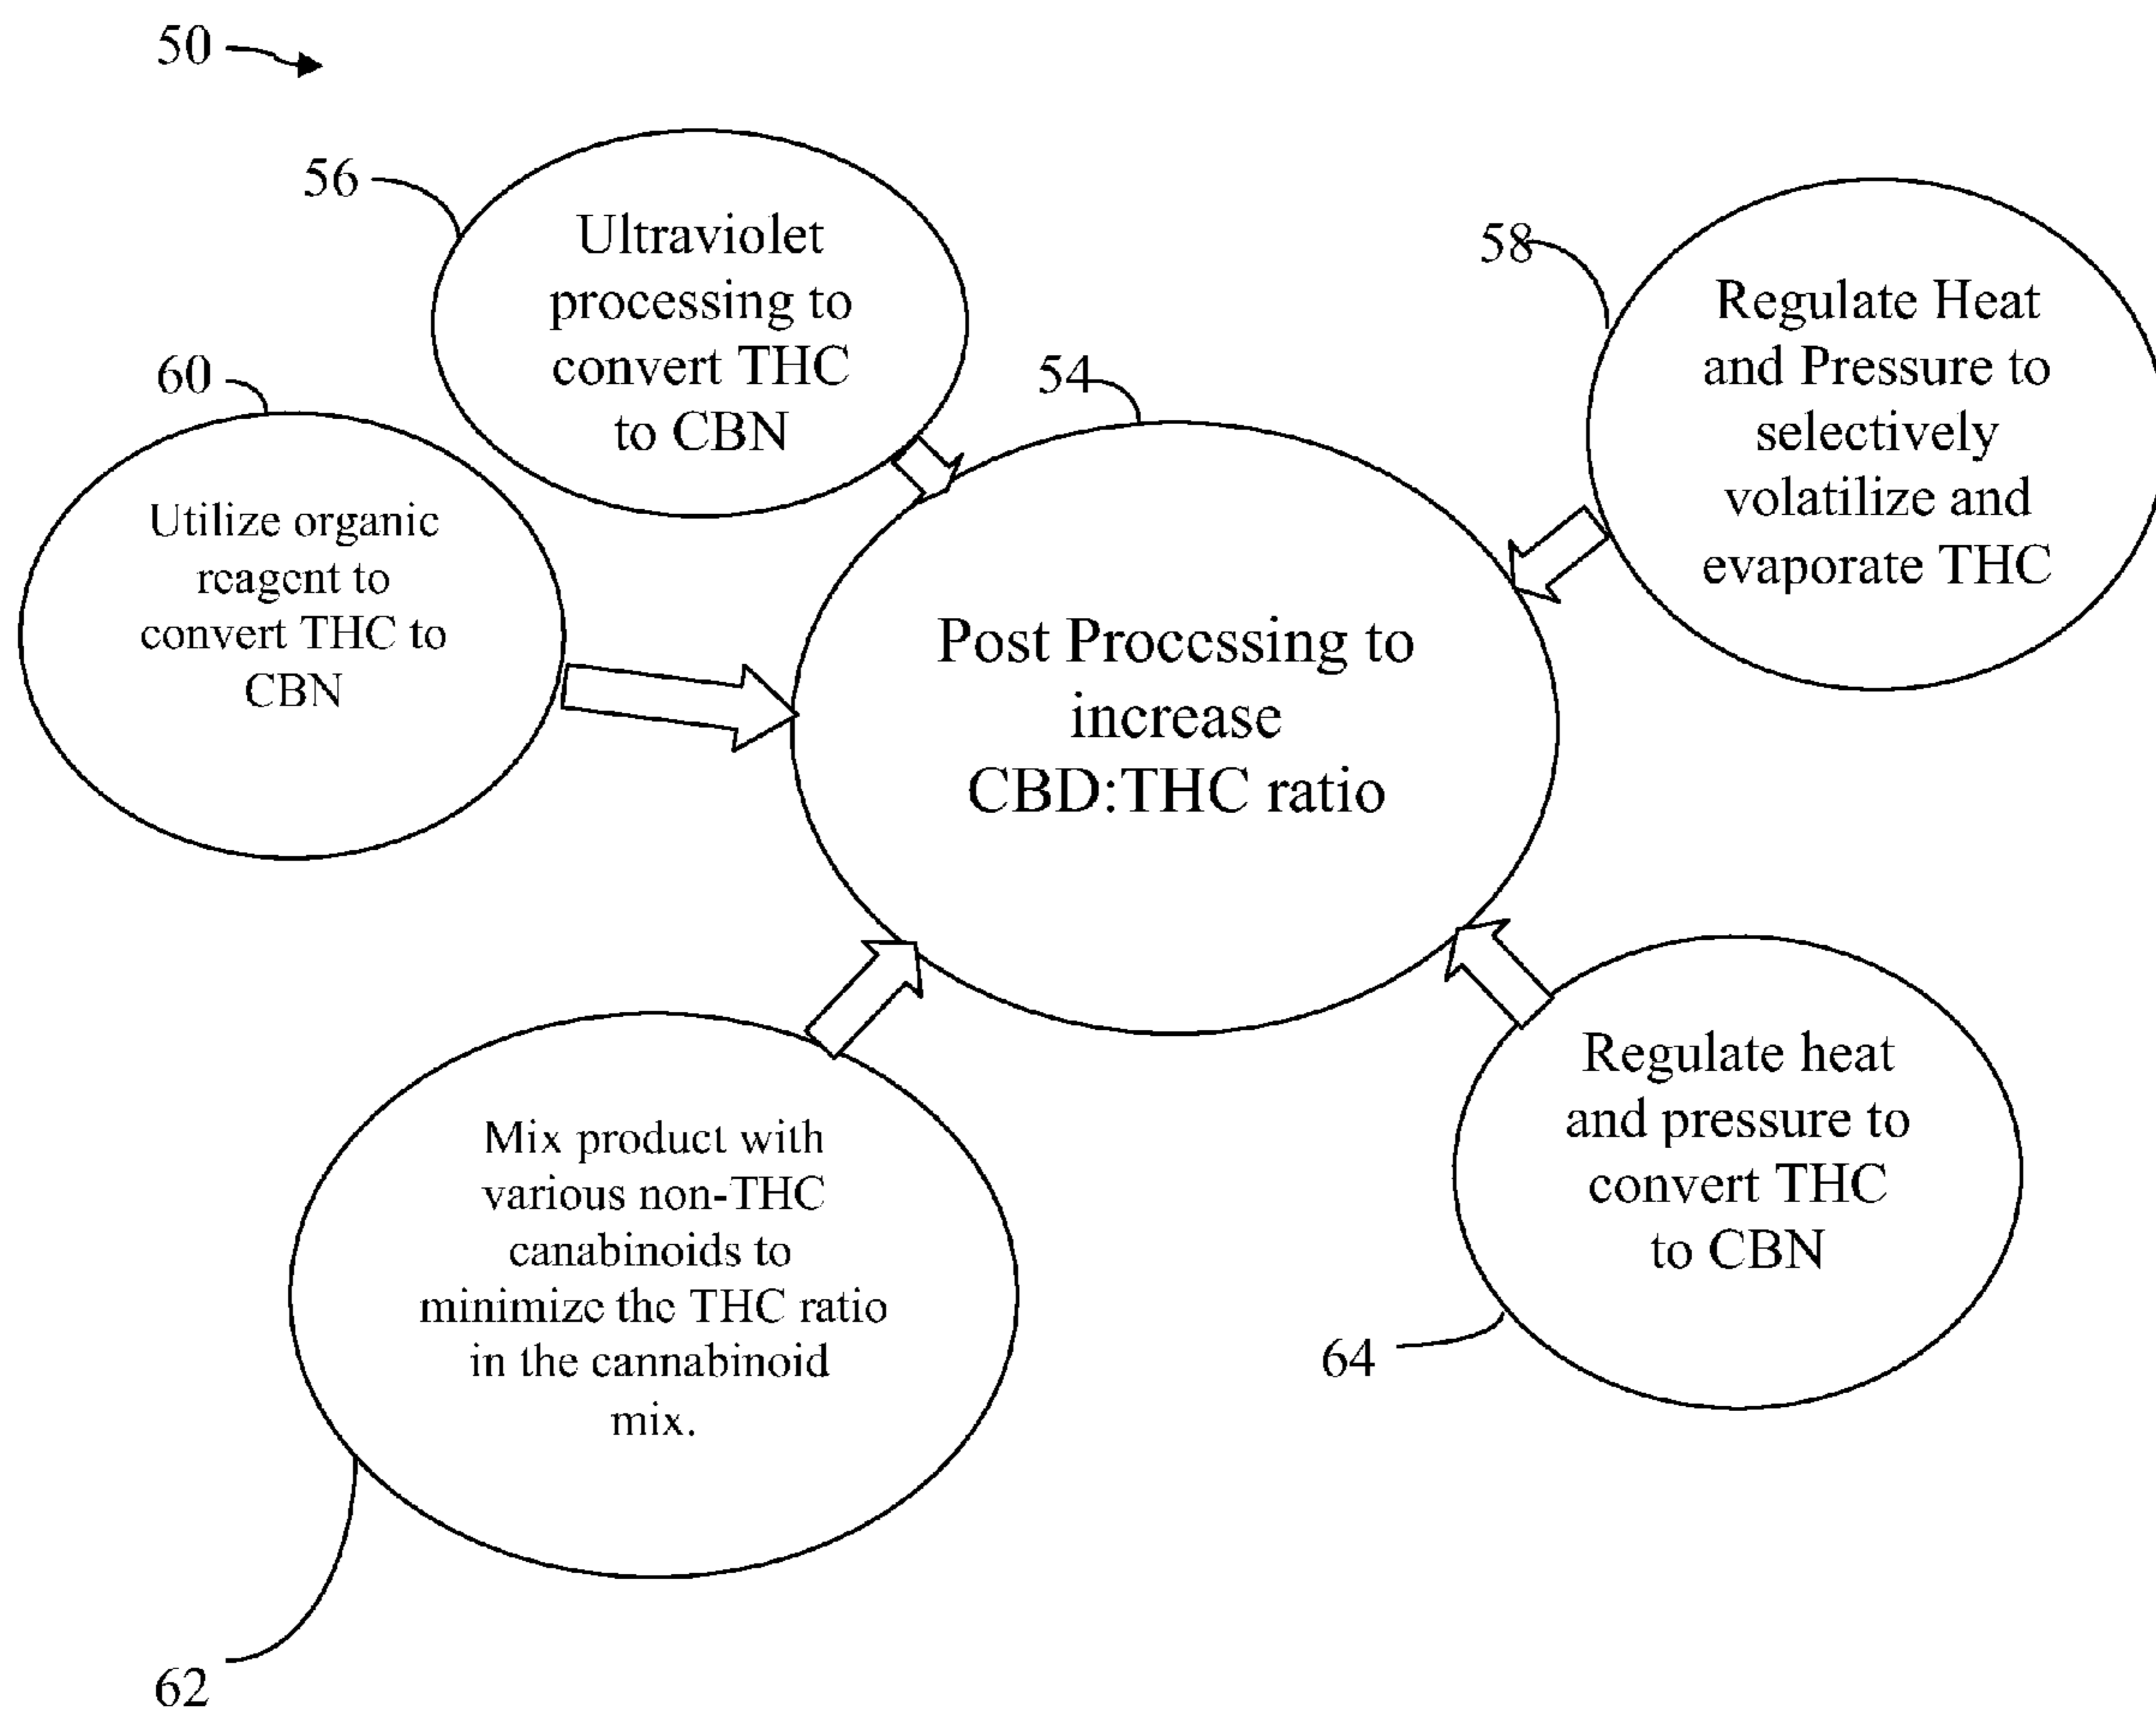 50
56
Ultraviolet
processing to
convert THC
to CBN
58
Regulate Heat
and Pressure to
selectively
volatilize and
evaporate THC
60
Utilize organic
reagent to
convert THC to
CBN
54
Post Processing to
increase
CBD:THC ratio
Mix product with
various non-THC
canabinoids to
minimize the THC ratio
in the cannabinoid
mix.
62
Regulate heat
and pressure to
convert THC
to CBN
64